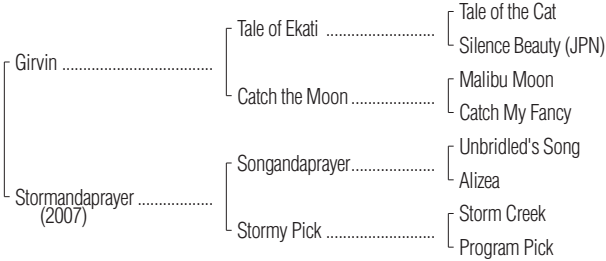 Tale of the Cat
Tale of Ekati ........................
Silence Beauty (JPN)
Girvin ..................................
Malibu Moon
Catch the Moon ...................
Catch My Fancy
Unbridled's Song
Songandaprayer...................
Alizea
Stormandaprayer .................
(2007)
Storm Creek
Stormy Pick ........................
Program Pick